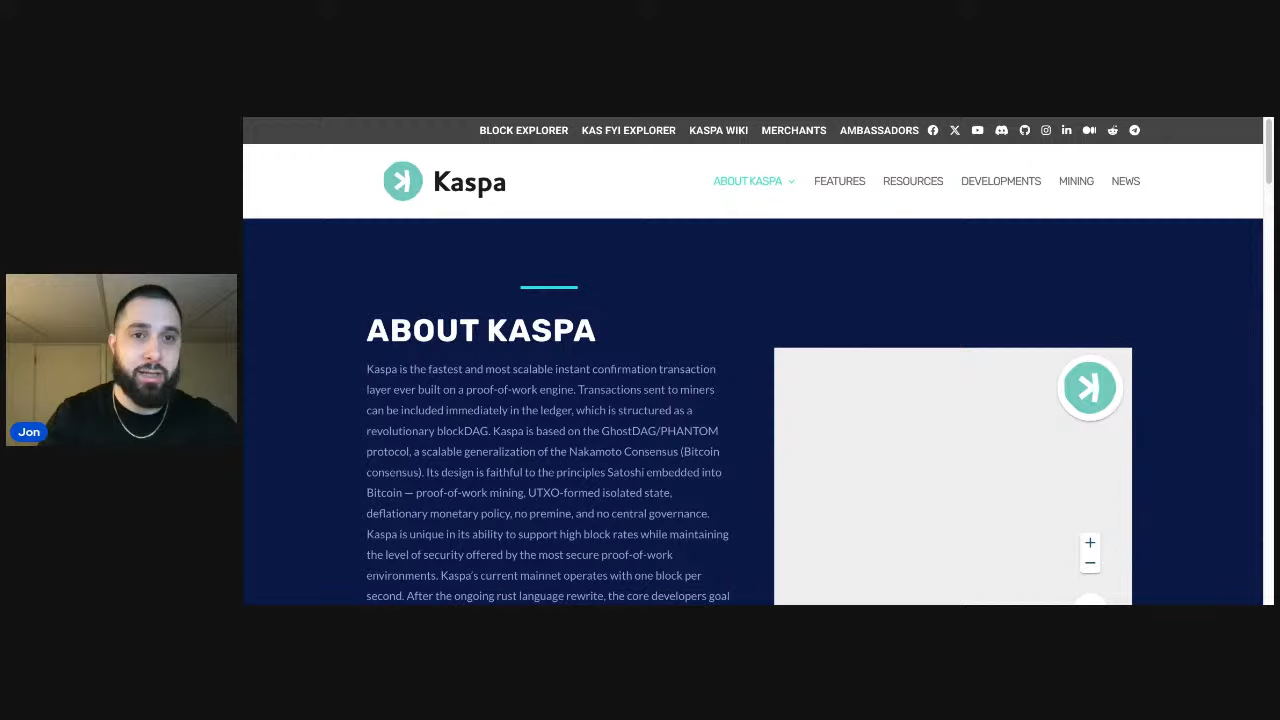 BLOCK EXPLORER KAS FYI EXPLORER KASPA WIKI MERCHANTS AMBASSADORS
Kaspa
ABOUT KASPA FEATURES RESOURCES DEVELOPMENTS MINING NEWS
ABOUT KASPA
Kaspa is the fastest and most scalable instant confirmation transaction
layer ever built on a proof-of-work engine. Transactions sent to miners
can be included immediately in the ledger, which is structured as a
revolutionary blockDAG. Kaspa is based on the GhostDAG/PHANTOM
protocol, a scalable generalization of the Nakamoto Consensus (Bitcoin
consensus). Its design is faithful to the principles Satoshi embedded into
Bitcoin — proof-of-work mining, UTXO-formed isolated state,
deflationary monetary policy, no premine, and no central governance.
Kaspa is unique in its ability to support high block rates while maintaining
the level of security offered by the most secure proof-of-work
environments. Kaspa's current mainnet operates with one block per
second. After the ongoing rust language rewrite, the core developers goal
Jon